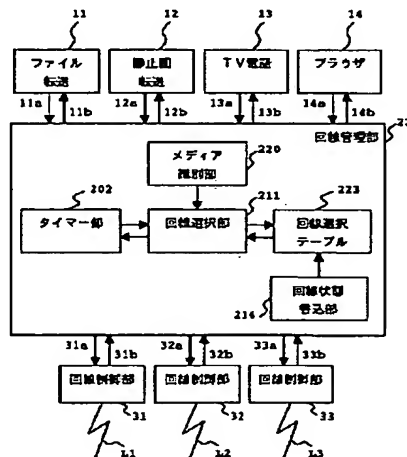 11 12 13 14
ファイル転送 静止画転送 TV電話 ブラウザ
11a 11b 12a 12b 13a 13b 14a 14b
22
回線管理部
メディア識別部 220
202 211 223
タイマー部 回線選択部 回線選択テーブル
214 回線状態書込部
31a 31b 32a 32b 33a 33b
回線制御部 回線制御部 回線制御部
31 32 33
L1 L2 L3